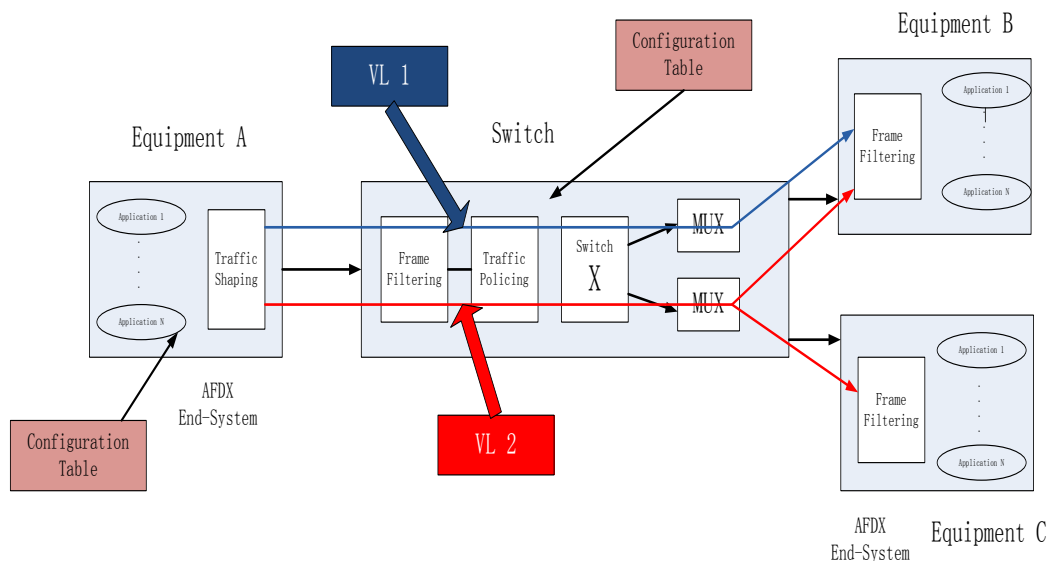 Equipment B
Configuration
Table
VL 1
Application 1
.
.
.
.
Frame
Filtering
Application N
Equipment A
Switch
Application 1
.
.
.
.
Traffic
Shaping
Application N
Frame
Filtering
Traffic
Policing
Switch
X
MUX
MUX
Application 1
.
.
.
.
Frame
Filtering
Application N
AFDX
End-System
Configuration
Table
VL 2
AFDX
End-System
Equipment C